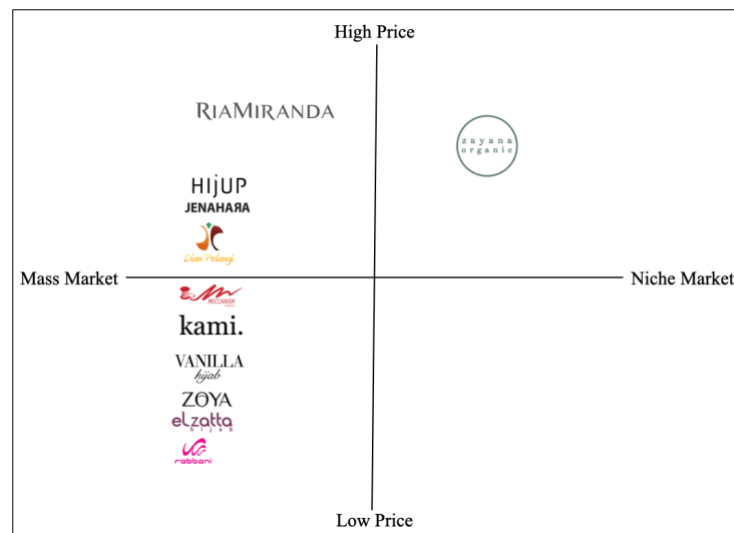 High Price
RIAMIRANDA
zayana
organic
HIjUP
JENAHARA
Dian Pelangi
Mass Market
Niche Market
MECCANISM
kami.
VANILLA
hijab
ZOYA
elzatta
hijab
rabbani
Low Price